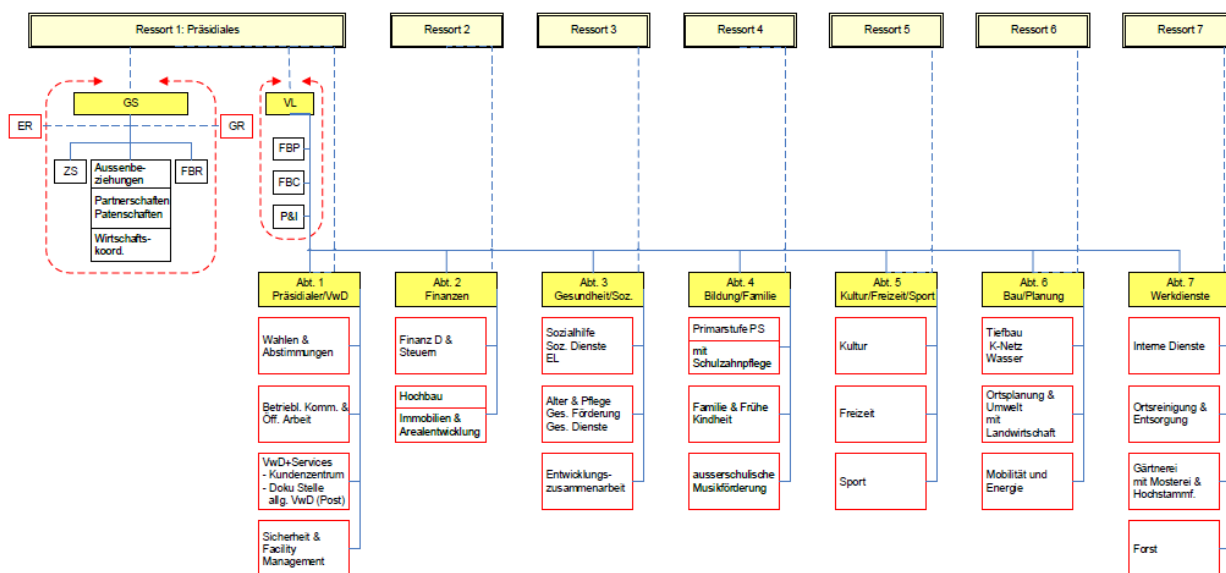 Ressort 1: Präsidiales
Ressort 2
Ressort 3
Ressort 4
Ressort 5
Ressort 6
Ressort 7
GS
VL
ER
GR
ZS
Aussenbe-
ziehungen
Partnerschaften
Patenschaften
Wirtschafts-
koord.
FBR
FBP
FBC
P&I
Abt. 1
Präsidialer/VwD
Wahlen &
Abstimmungen
Betriebl. Komm. &
Öff. Arbeit
VwD+Services
- Kundenzentrum
- Doku Stelle
allg. VwD (Post)
Sicherheit &
Facility
Management
Abt. 2
Finanzen
Finanz D &
Steuern
Hochbau
Immobilien &
Arealentwicklung
Abt. 3
Gesundheit/Soz.
Sozialhilfe
Soz. Dienste
EL
Alter & Pflege
Ges. Förderung
Ges. Dienste
Entwicklungs-
zusammenarbeit
Abt. 4
Bildung/Familie
Primarstufe PS
mit
Schulzahnpflege
Familie & Frühe
Kindheit
ausserschulische
Musikförderung
Abt. 5
Kultur/Freizeit/Sport
Kultur
Freizeit
Sport
Abt. 6
Bau/Planung
Tiefbau
K-Netz
Wasser
Ortsplanung &
Umwelt
mit
Landwirtschaft
Mobilität und
Energie
Abt. 7
Werkdienste
Interne Dienste
Ortsreinigung &
Entsorgung
Gärtnerei
mit Mosterei &
Hochstammf.
Forst